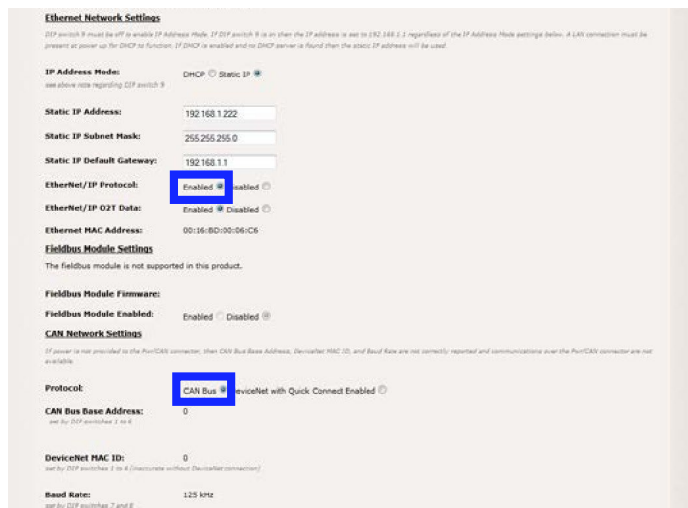 Ethernet Network Settings
DIP switch 9 must be off to enable IP Address Mode. If DIP switch 9 is on then the IP address is set to 192.168.1.1 regardless of the IP Address Mode settings below. A LAN connection must be
present at power up for DHCP to function. If DHCP is enabled and no DHCP server is found then the static IP address will be used.
IP Address Mode: DHCP Static IP
see above note regarding DIP switch 9
Static IP Address: 192.168.1.222
Static IP Subnet Mask: 255.255.255.0
Static IP Default Gateway: 192.168.1.1
EtherNet/IP Protocol: Enabled isabled
EtherNet/IP O2T Data: Enabled Disabled
Ethernet MAC Address: 00:16:BD:00:06:C6
Fieldbus Module Settings
The fieldbus module is not supported in this product.
Fieldbus Module Firmware:
Fieldbus Module Enabled: Enabled Disabled
CAN Network Settings
If power is not provided to the Pwr/CAN connector, then CAN Bus Base Address, DeviceNet MAC ID, and Baud Rate are not correctly reported and communications over the Pwr/CAN connector are not
available.
Protocol: CAN Bus eviceNet with Quick Connect Enabled
CAN Bus Base Address: 0
set by DIP switches 1 to 6
DeviceNet MAC ID: 0
set by DIP switches 1 to 6 (inaccurate without DeviceNet connection)
Baud Rate: 125 kHz
set by DIP switches 7 and 8